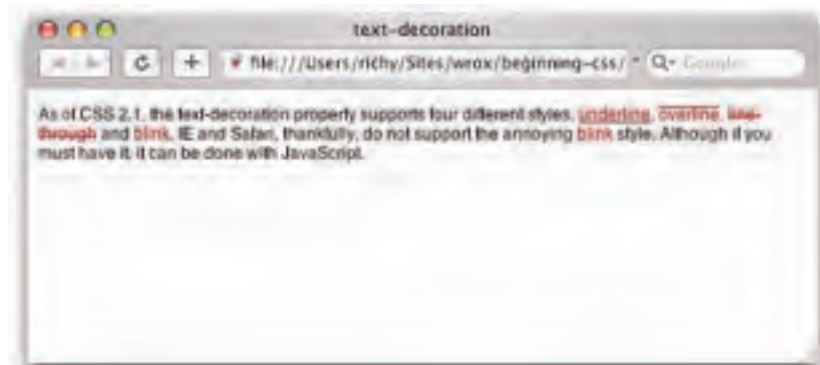 text-decoration
file:///Users/richy/Sites/wrox/beginning-css/ Google
As of CSS 2.1, the text-decoration property supports four different styles, underline, overline, line-
through and blink. IE and Safari, thankfully, do not support the annoying blink style. Although if you
must have it, it can be done with JavaScript.